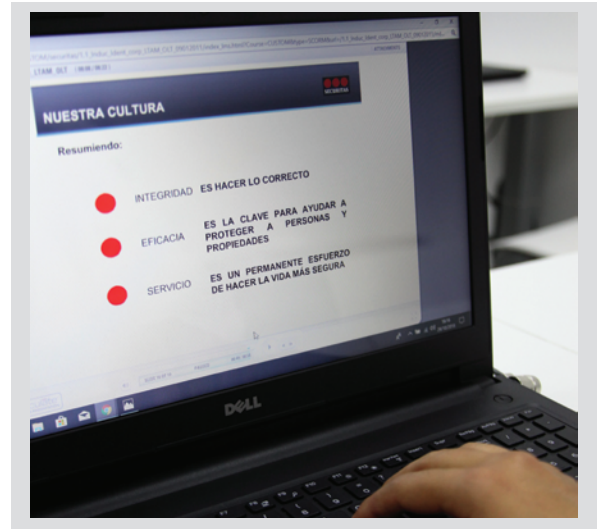 NUESTRA CULTURA
SECURITAS
Resumiendo:
INTEGRIDAD ES HACER LO CORRECTO
EFICACIA ES LA CLAVE PARA AYUDAR A
PROTEGER A PERSONAS Y
PROPIEDADES
SERVICIO ES UN PERMANENTE ESFUERZO
DE HACER LA VIDA MÁS SEGURA
DELL